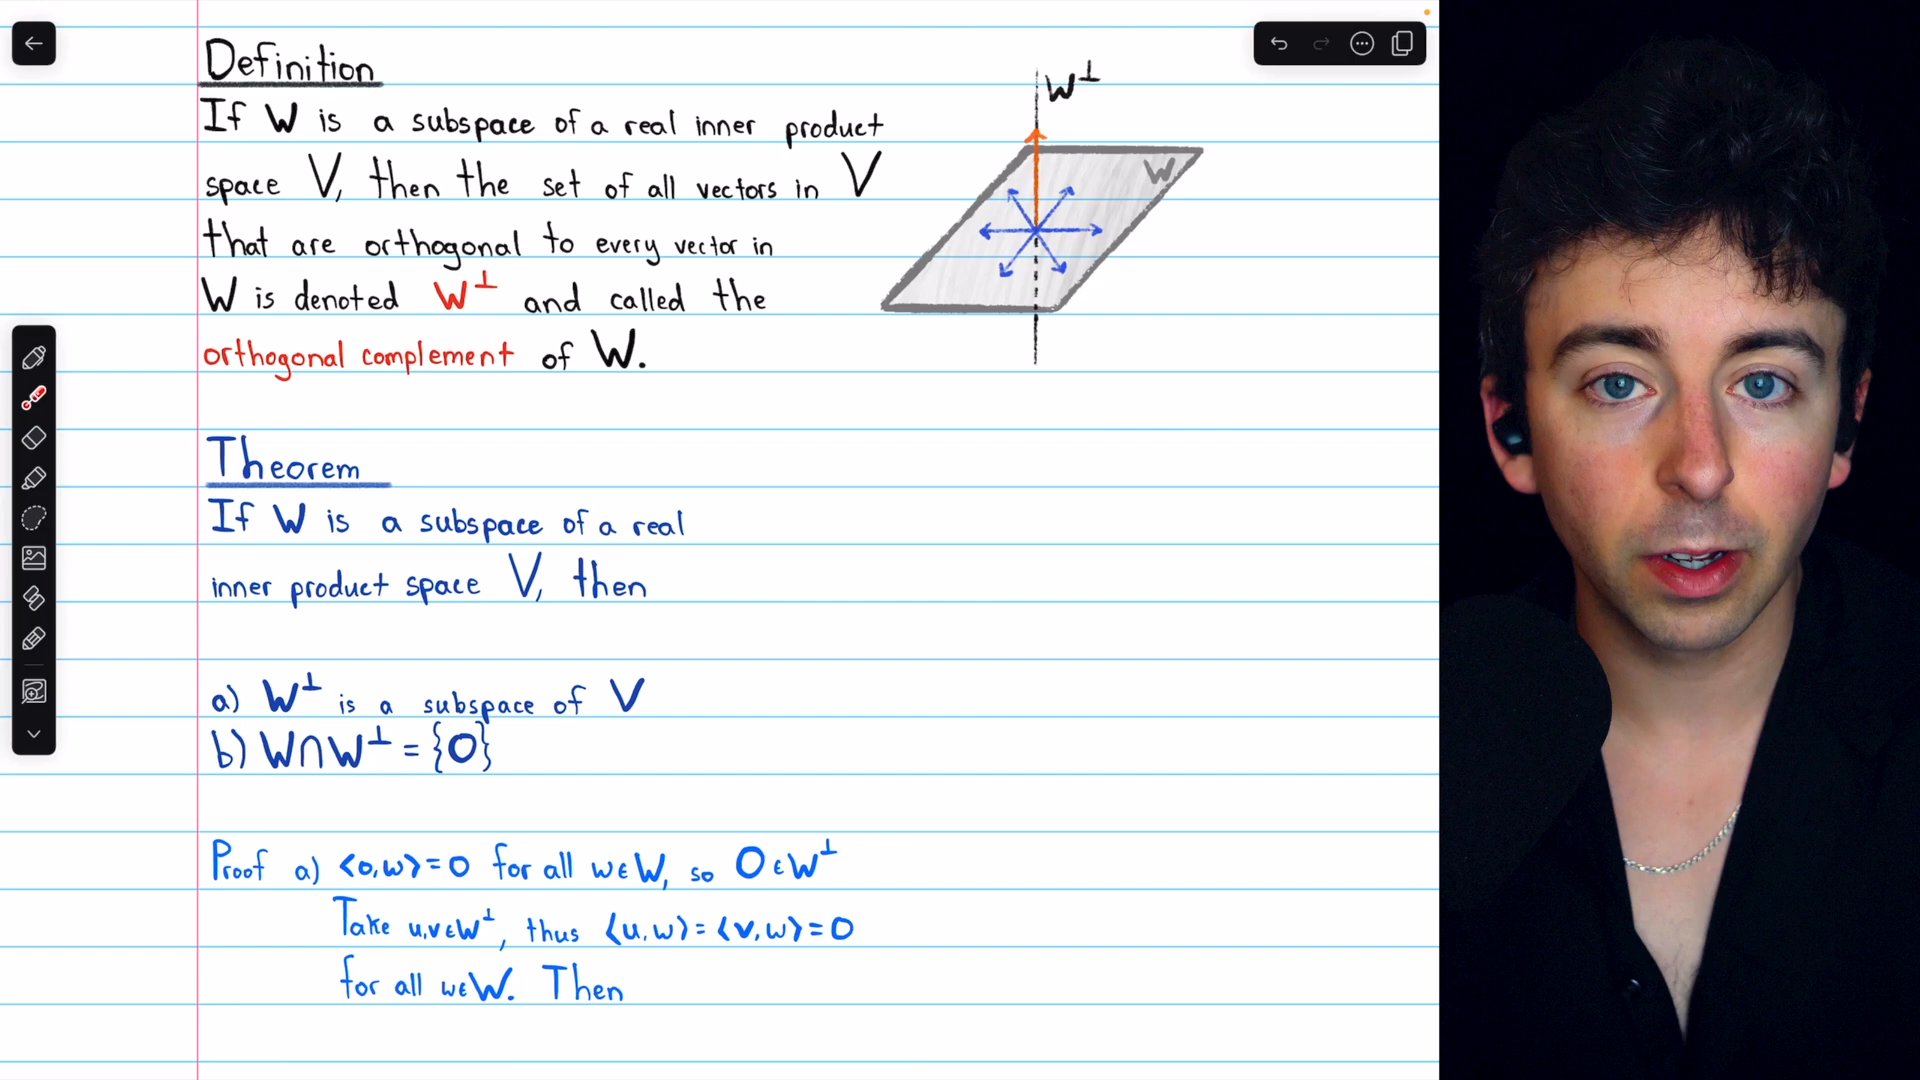 Definition
If W is a subspace of a real inner product
space V, then the set of all vectors in V
that are orthogonal to every vector in
W is denoted W⊥ and called the
orthogonal complement of W.
W⊥
W
Theorem
If W is a subspace of a real
inner product space V, then
a) W⊥ is a subspace of V
b) W∩W⊥ = {0}
Proof a) ⟨0,w⟩=0 for all w∈W, so 0∈W⊥
Take u,v∈W⊥, thus ⟨u,w⟩=⟨v,w⟩=0
for all w∈W. Then